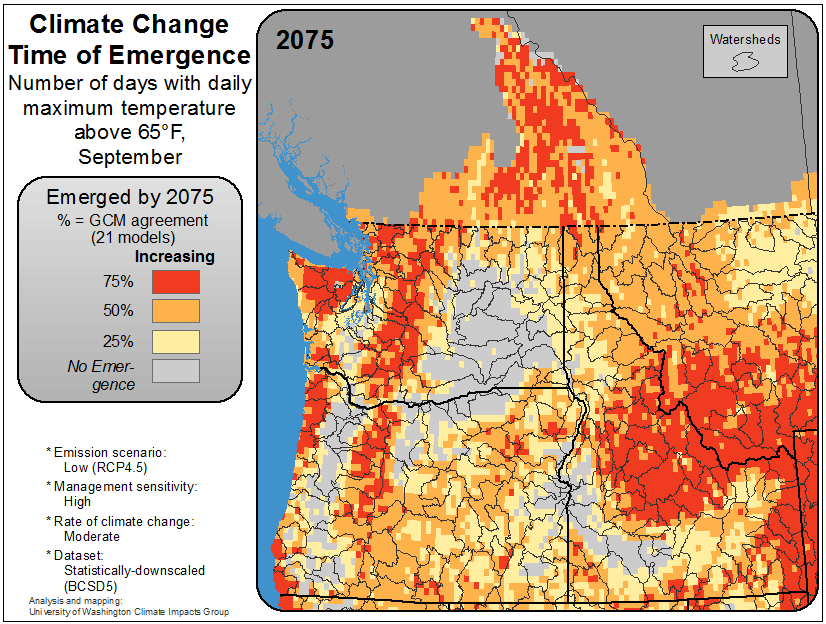 Climate Change
Time of Emergence
Number of days with daily
maximum temperature
above 65°F,
September
Emerged by 2075
% = GCM agreement
(21 models)
Increasing
75%
50%
25%
No Emer-
gence
* Emission scenario:
Low (RCP4.5)
* Management sensitivity:
High
* Rate of climate change:
Moderate
* Dataset:
Statistically-downscaled
(BCSD5)
Analysis and mapping:
University of Washington Climate Impacts Group
2075
Watersheds